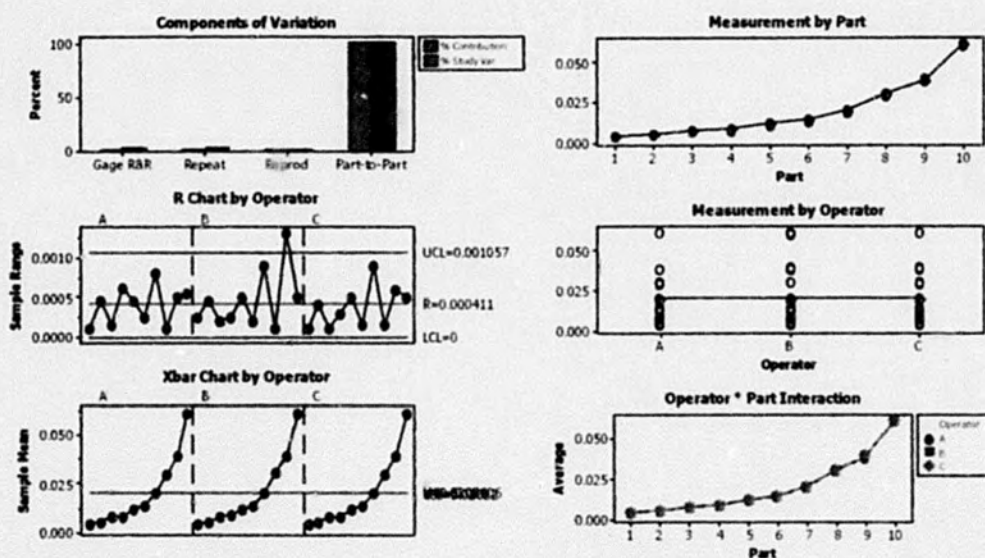 Components of Variation
Percent
100
50
0
Gage R&R Repeat Reprod Part-to-Part
% Contribution
% Study Var
Measurement by Part
0.050
0.025
0.000
1 2 3 4 5 6 7 8 9 10
Part
R Chart by Operator
A B C
Sample Range
0.0010
0.0005
0.0000
UCL=0.001057
R=0.000411
LCL=0
Measurement by Operator
0.050
0.025
0.000
A B C
Operator
Xbar Chart by Operator
A B C
Sample Mean
0.050
0.025
0.000
Operator * Part Interaction
Average
0.050
0.025
0.000
1 2 3 4 5 6 7 8 9 10
Part
Operator
A
B
C